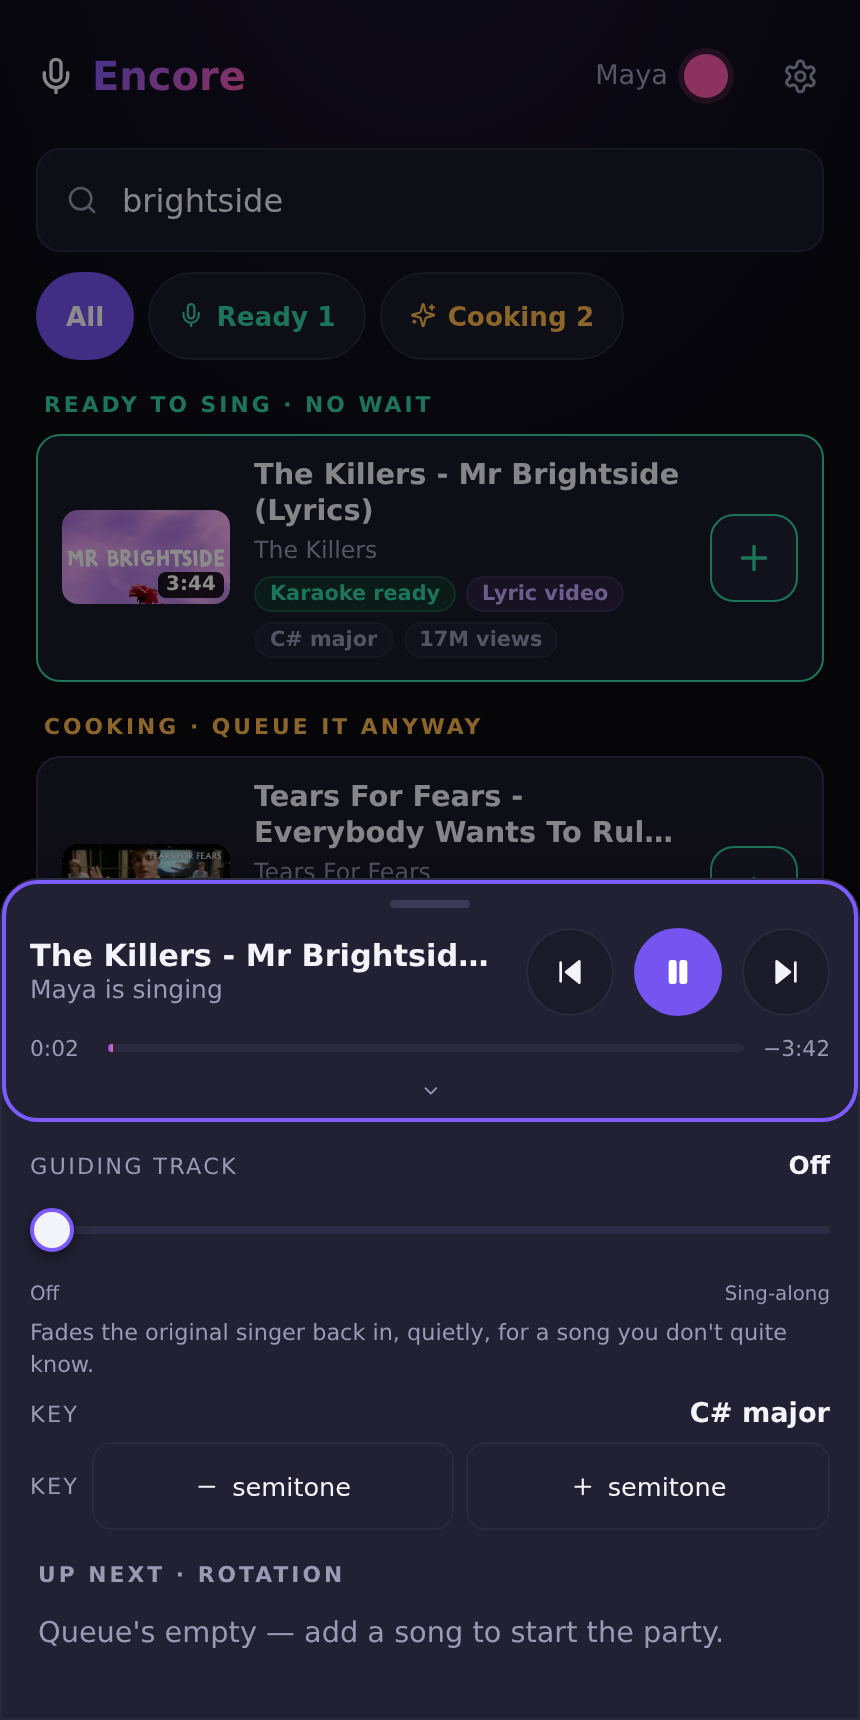 Encore
Maya
brightside
All
Ready 1
Cooking 2
READY TO SING · NO WAIT
The Killers - Mr Brightside
(Lyrics)
The Killers
MR BRIGHTSIDE
3:44
Karaoke ready
Lyric video
C# major
17M views
COOKING · QUEUE IT ANYWAY
Tears For Fears -
Everybody Wants To Rul…
Tears For Fears
TEARS FOR FEARS
The Killers - Mr Brightsid…
Maya is singing
0:02
−3:42
GUIDING TRACK
Off
Off
Sing-along
Fades the original singer back in, quietly, for a song you don't quite
know.
KEY
C# major
KEY
− semitone
+ semitone
UP NEXT · ROTATION
Queue's empty — add a song to start the party.